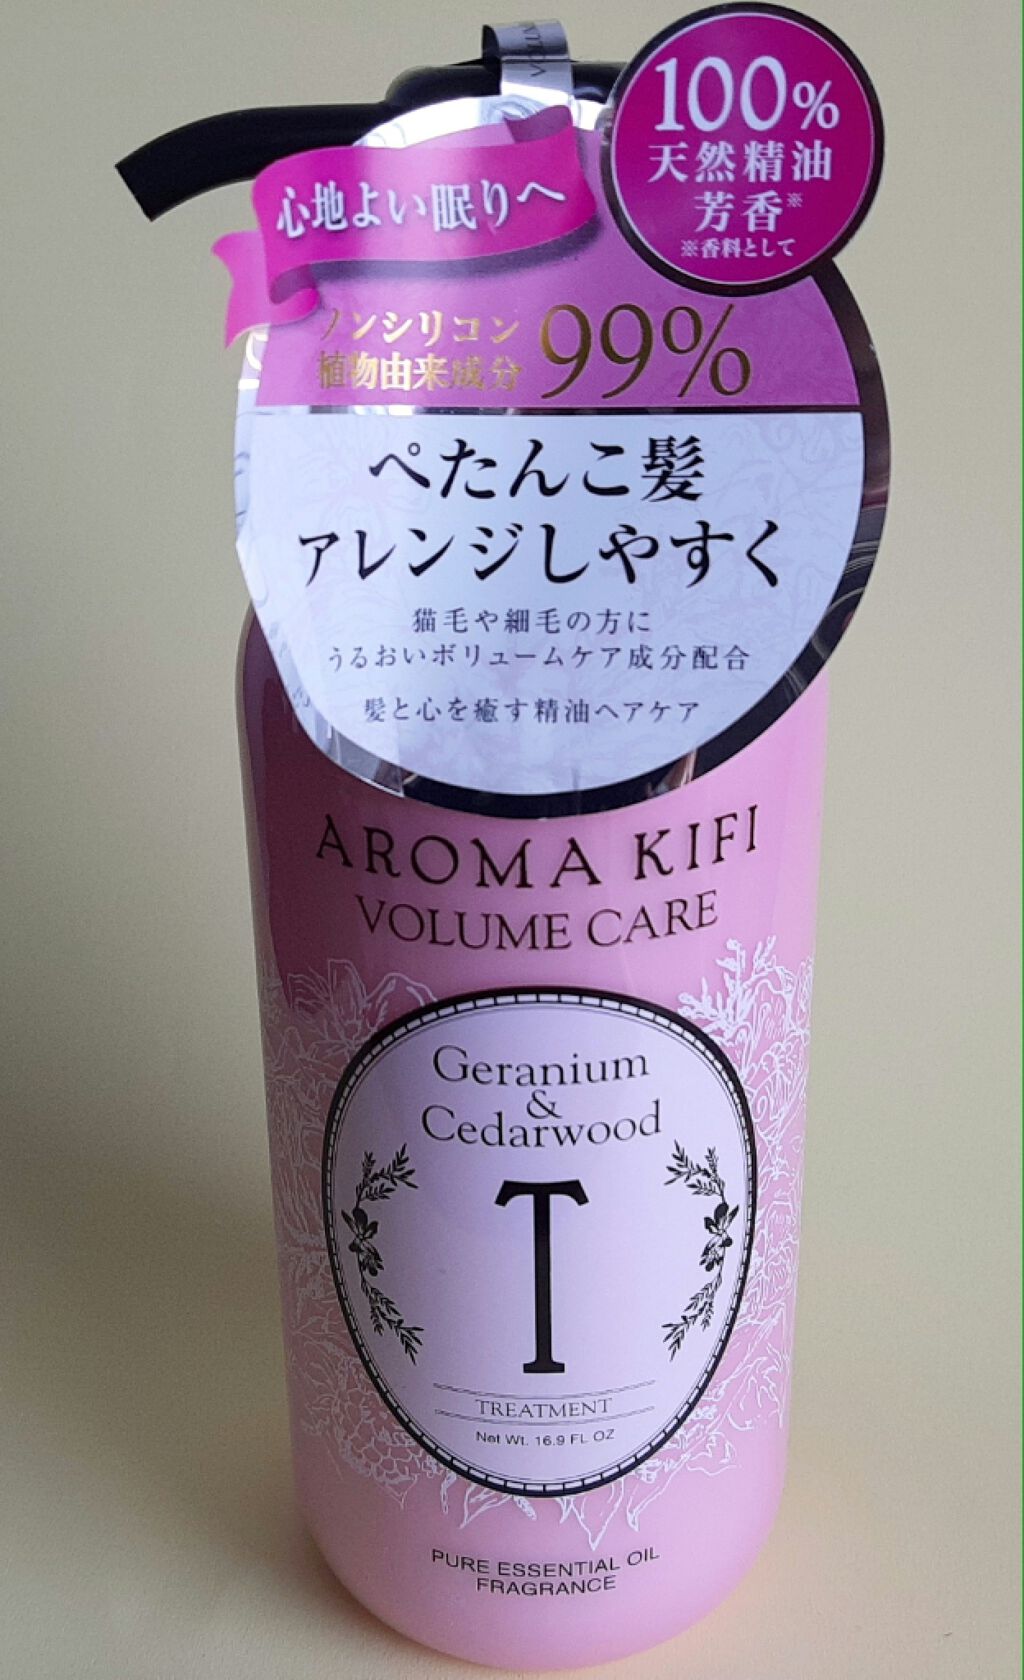 VOLUME
100%
天然精油
芳香※
※香料として
心地よい眠りへ
ノンシリコン
植物由来成分 99%
ぺたんこ髪
アレンジしやすく
猫毛や細毛の方に
うるおいボリュームケア成分配合
髪と心を癒す精油ヘアケア
AROMA KIFI
VOLUME CARE
Geranium
&
Cedarwood
T
TREATMENT
Net Wt. 16.9 FL OZ
PURE ESSENTIAL OIL
FRAGRANCE